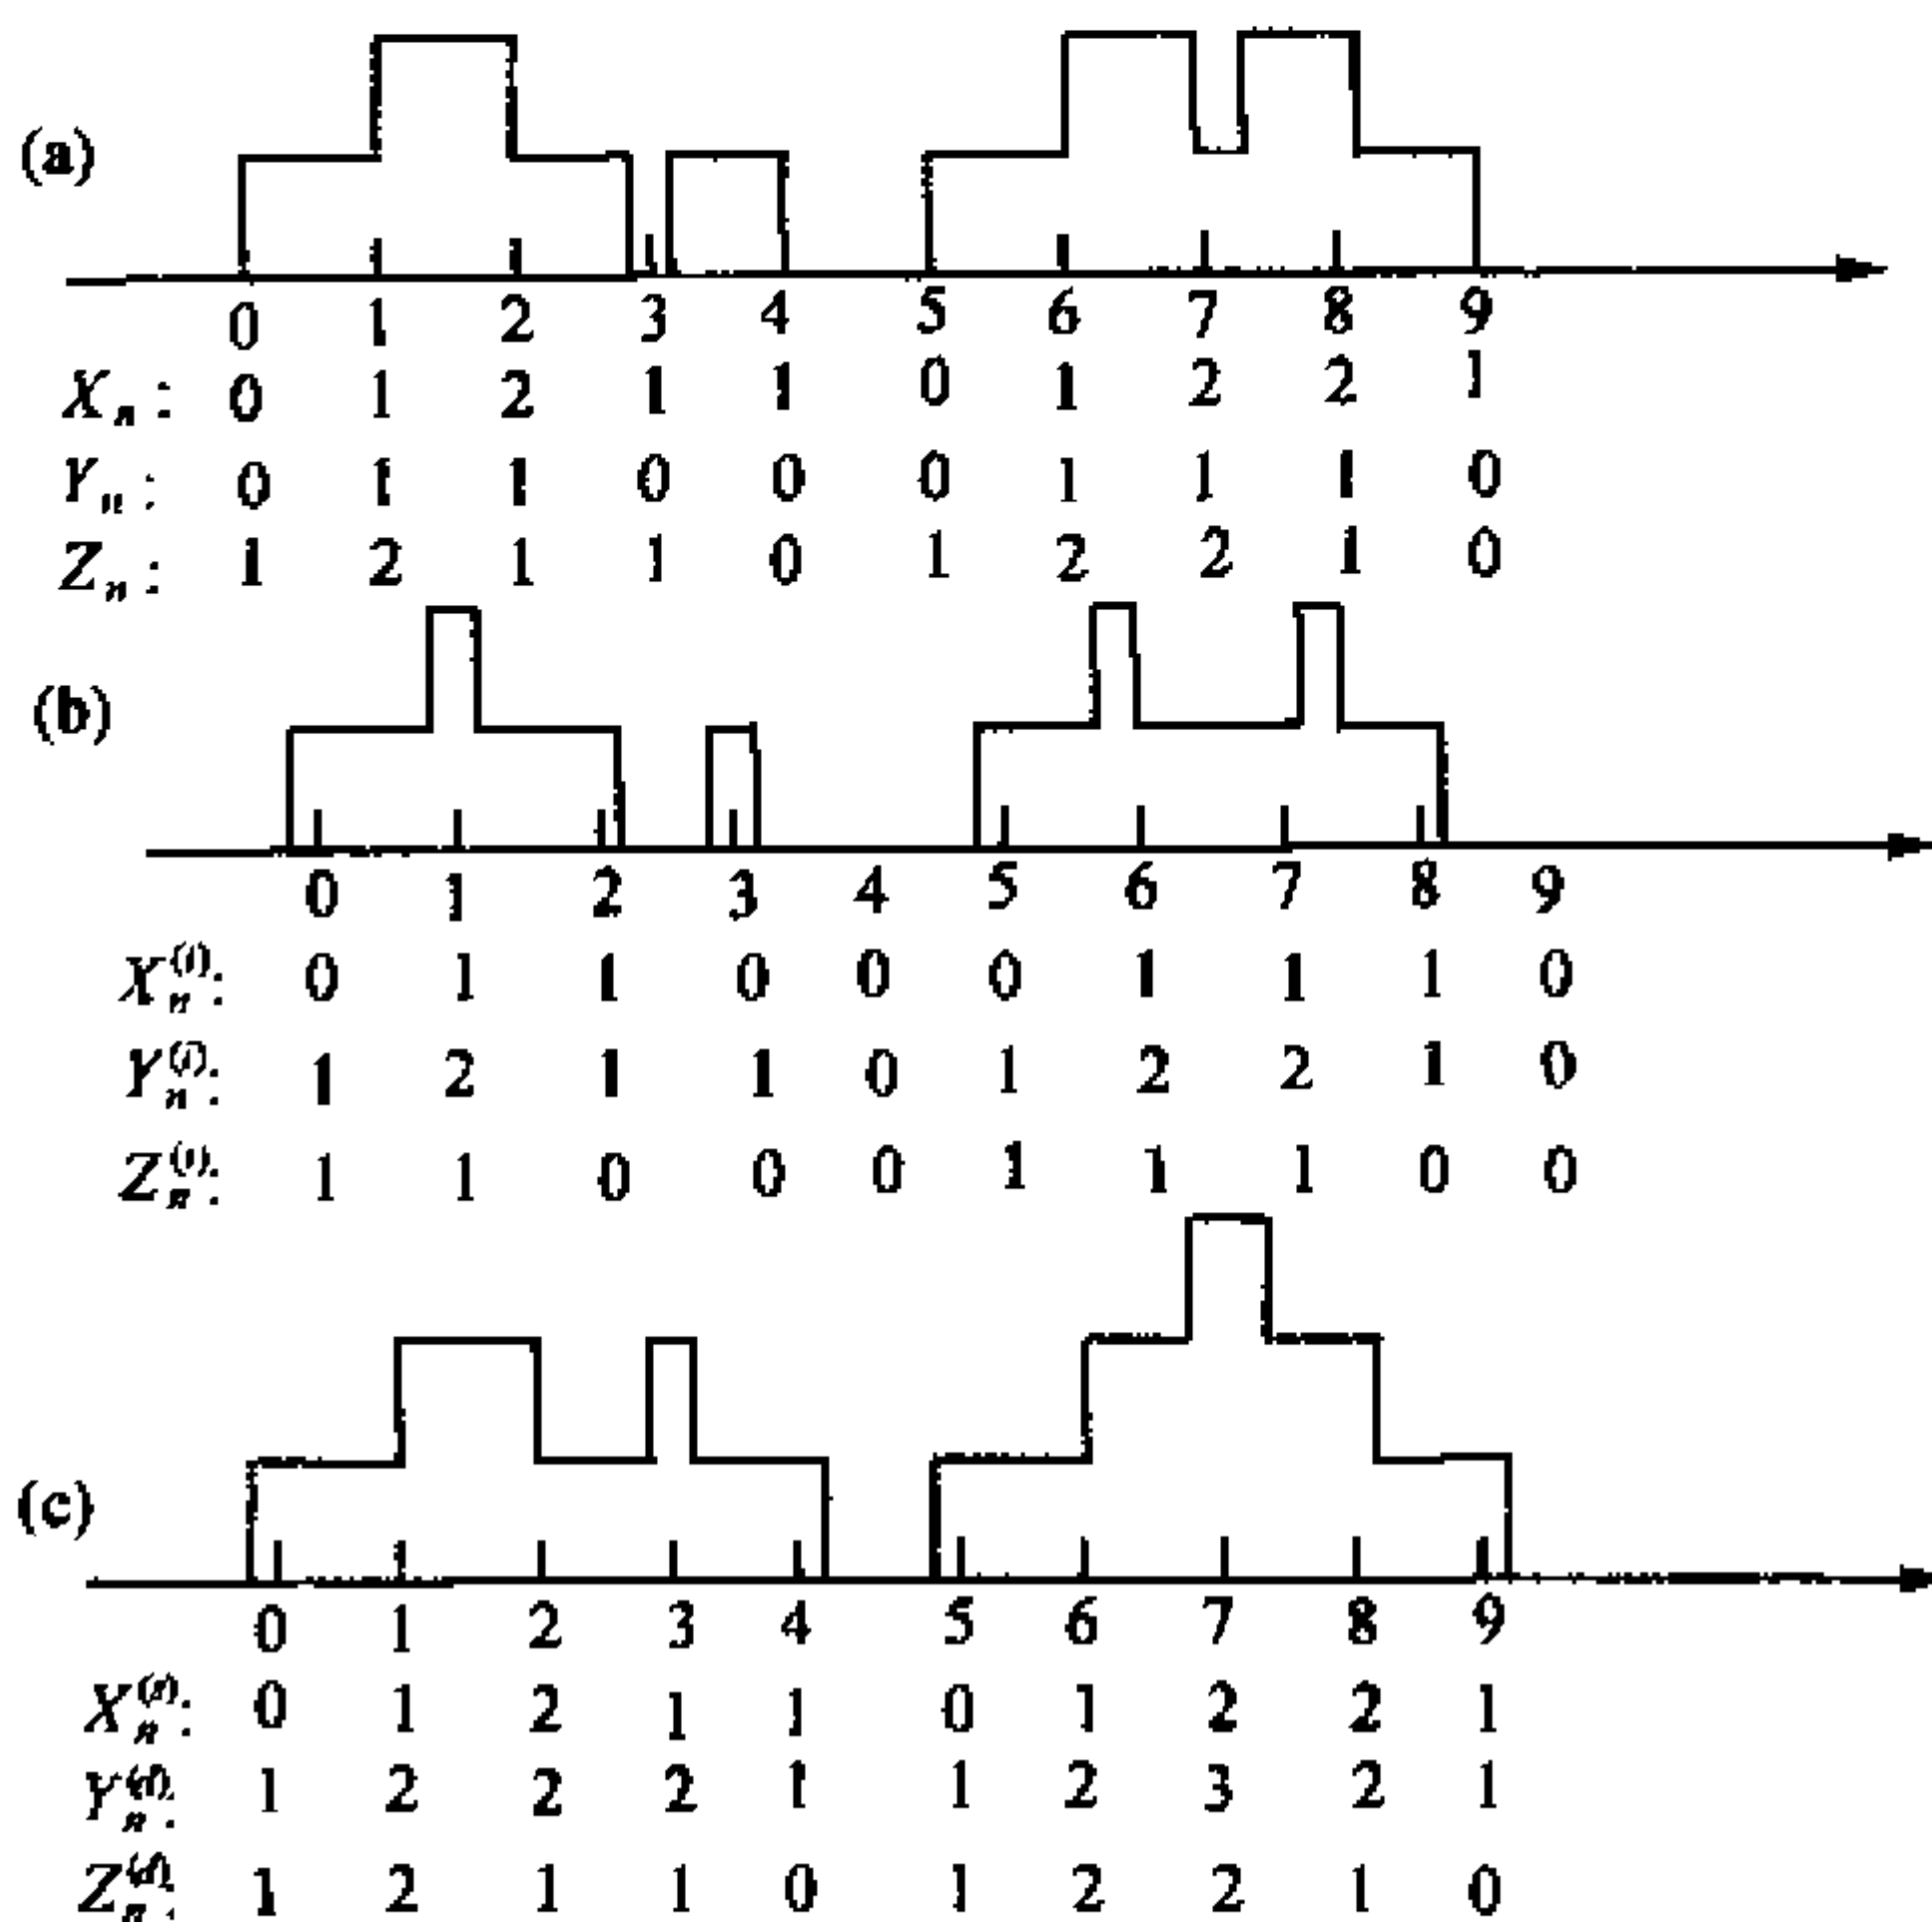 (a)
0 1 2 3 4 5 6 7 8 9
Xn: 0 1 2 1 1 0 1 2 2 1
Yn: 0 1 1 0 0 0 1 1 1 0
Zn: 1 2 1 1 0 1 2 2 1 0
(b)
0 1 2 3 4 5 6 7 8 9
Xn: 0 1 1 0 0 0 1 1 1 0
Yn: 1 2 1 1 0 1 2 2 1 0
Zn: 1 1 0 0 0 1 1 1 0 0
(c)
0 1 2 3 4 5 6 7 8 9
Xn: 0 1 2 1 1 0 1 2 2 1
Yn: 1 2 2 2 1 1 2 3 2 1
Zn: 1 2 1 1 0 1 2 2 1 0